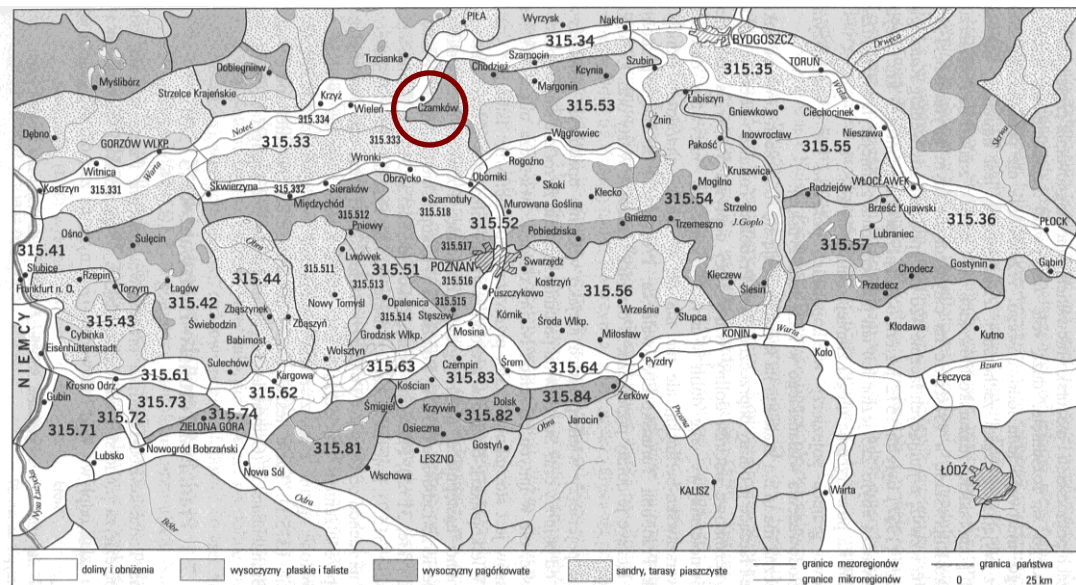 PIŁA
Wyrzysk
Nakło
315.34
BYDGOSZCZ
Drwęca
Trzcianka
Szamocin
Chodzież
Kcynia
Szubin
315.35
TORUŃ
Wisła
Myślibórz
Dobiegniew
Strzelce Krajeńskie
Krzyż
Wieleń
Czarnków
Margonin
315.53
Łabiszyn
Gniewkowo
Ciechocinek
Nieszawa
Skrwa
Dębno
315.334
Noteć
315.33
315.333
Żnin
Inowrocław
315.55
GORZÓW WLKP.
Warta
Wągrowiec
Pakość
Wronki
Rogoźno
Kruszwica
Witnica
Kostrzyn
315.331
Skwierzyna
315.332
Sieraków
Międzychód
Obrzycko
Oborniki
Skoki
Kłecko
315.54
Mogilno
Strzelno
Radziejów
WŁOCŁAWEK
Brześć Kujawski
315.36
PŁOCK
Szamotuły
315.518
315.52
Murowana Goślina
Gniezno
Trzemeszno
J.Gopło
Lubraniec
315.512
Pniewy
Pobiedziska
315.57
315.41
Ośno
Sulęcin
Obra
315.517
Gostynin
Gąbin
Słubice
Rzepin
Frankfurt n. O.
Torzym
Łagów
315.44
Lwówek
315.511
315.51
POZNAŃ
Swarzędz
Kostrzyn
Kleczew
Ślesin
Chodecz
Przedecz
315.42
315.513
315.516
Nowy Tomyśl
Opalenica
Puszczykowo
315.56
Września
315.43
Świebodzin
Zbąszynek
Zbąszyń
315.514
315.515
Stęszew
Kórnik
Środa Wlkp.
Słupca
Kłodawa
Kutno
Cybinka
Babimost
Grodzisk Wlkp.
Mosina
Miłosław
KONIN
Warta
Koło
NIEMCY
Eisenhüttenstadt
Sulechów
Wolsztyn
315.63
Czempin
Śrem
315.64
Pyzdry
Bzura
Krosno Odrz.
315.61
Kargowa
315.62
Kościan
315.83
Łęczyca
Gubin
315.73
Śmigiel
Krzywin
Dolsk
315.84
Żerków
315.72
315.74
ZIELONA GÓRA
315.82
Jarocin
Prosna
315.71
Osieczna
Obra
Nowogród Bobrzański
315.81
LESZNO
Gostyń
ŁÓDŹ
Lubsko
Nowa Sól
Wschowa
KALISZ
Warta
Nysa Łużycka
Bóbr
Odra
doliny i obniżenia
wysoczyzny płaskie i faliste
wysoczyzny pagórkowate
sandry, tarasy piaszczyste
granice mezoregionów
granice mikroregionów
granica państwa
0 25 km